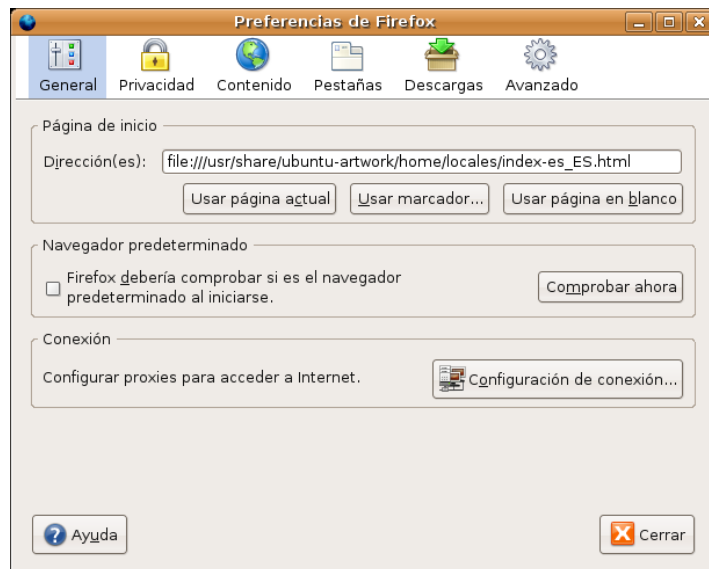 Preferencias de Firefox
General Privacidad Contenido Pestañas Descargas Avanzado
Página de inicio
Dirección(es): file:///usr/share/ubuntu-artwork/home/locales/index-es_ES.html
Usar página actual Usar marcador... Usar página en blanco
Navegador predeterminado
Firefox debería comprobar si es el navegador
predeterminado al iniciarse.
Comprobar ahora
Conexión
Configurar proxies para acceder a Internet. Configuración de conexión...
Ayuda Cerrar